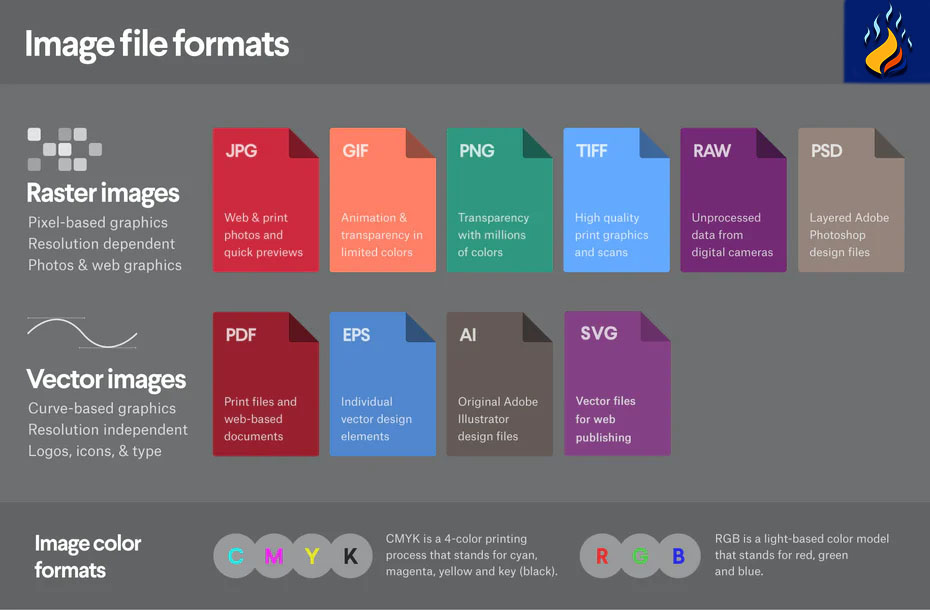 Image file formats
Raster images
Pixel-based graphics
Resolution dependent
Photos & web graphics
JPG
Web & print
photos and
quick previews
GIF
Animation &
transparency in
limited colors
PNG
Transparency
with millions
of colors
TIFF
High quality
print graphics
and scans
RAW
Unprocessed
data from
digital cameras
PSD
Layered Adobe
Photoshop
design files
Vector images
Curve-based graphics
Resolution independent
Logos, icons, & type
PDF
Print files and
web-based
documents
EPS
Individual
vector design
elements
AI
Original Adobe
Illustrator
design files
SVG
Vector files
for web
publishing
Image color
formats
C M Y K
CMYK is a 4-color printing
process that stands for cyan,
magenta, yellow and key (black).
R G B
RGB is a light-based color model
that stands for red, green
and blue.